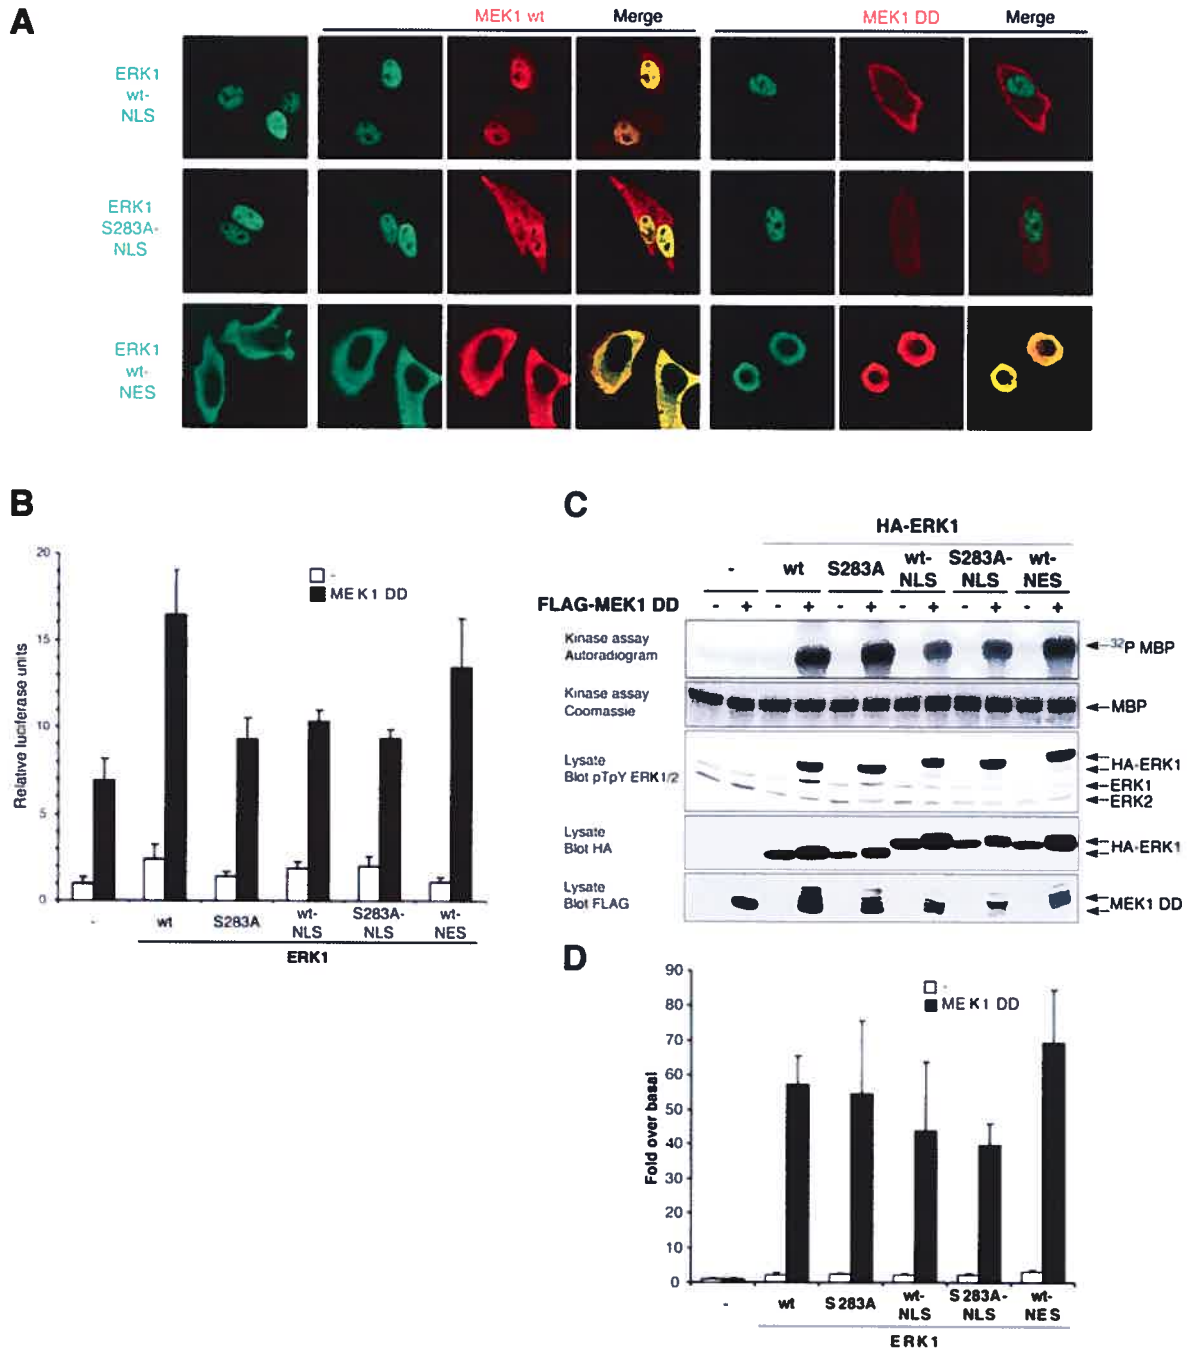 A
MEK1 wt
Merge
MEK1 DD
Merge
ERK1
wt-
NLS
ERK1
S283A-
NLS
ERK1
wt-
NES
B
20
15
10
5
0
Relative luciferase units
-
MEK1 DD
- wt S283A wt-NLS S283A-NLS wt-NES
ERK1
C
HA-ERK1
- wt S283A wt-NLS S283A-NLS wt-NES
FLAG-MEK1 DD - + - + - + - + - + - +
Kinase assay
Autoradiogram
32P MBP
Kinase assay
Coomassie
MBP
Lysate
Blot pTpY ERK1/2
HA-ERK1
ERK1
ERK2
Lysate
Blot HA
HA-ERK1
Lysate
Blot FLAG
MEK1 DD
D
90
80
70
60
50
40
30
20
10
0
Fold over basal
-
MEK1 DD
- wt S283A wt-NLS S283A-NLS wt-NES
ERK1